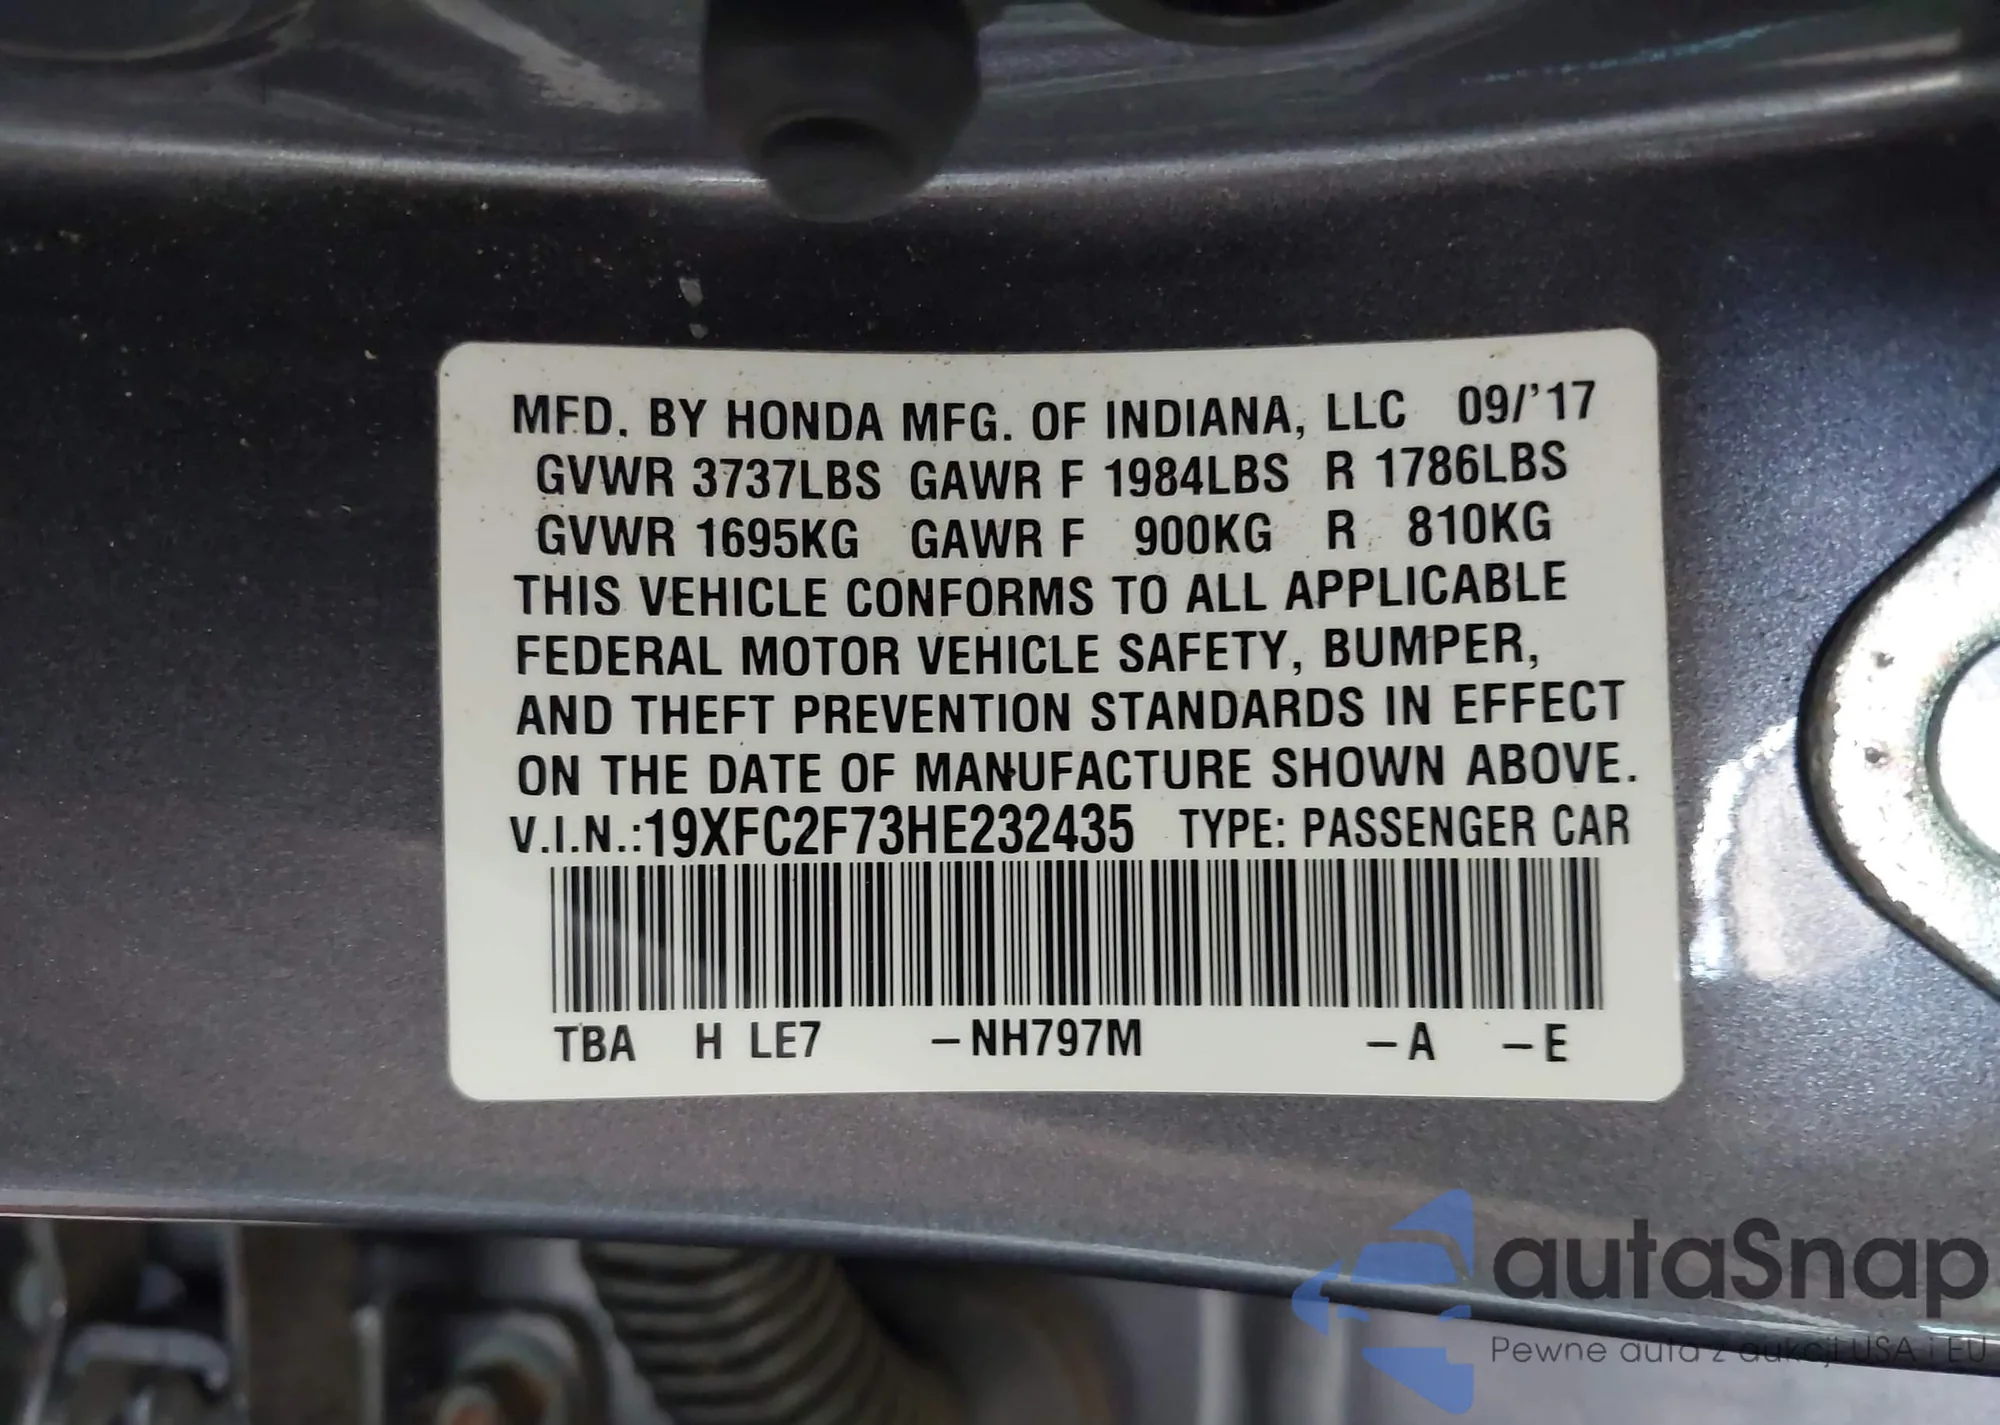 MFD. BY HONDA MFG. OF INDIANA, LLC 09/'17
GVWR 3737LBS GAWR F 1984LBS R 1786LBS
GVWR 1695KG GAWR F 900KG R 810KG
THIS VEHICLE CONFORMS TO ALL APPLICABLE
FEDERAL MOTOR VEHICLE SAFETY, BUMPER,
AND THEFT PREVENTION STANDARDS IN EFFECT
ON THE DATE OF MANUFACTURE SHOWN ABOVE.
V.I.N.:19XFC2F73HE232435 TYPE: PASSENGER CAR
TBA H LE7 –NH797M –A –E
autaSnap
Pewne auta z aukcji USA i EU